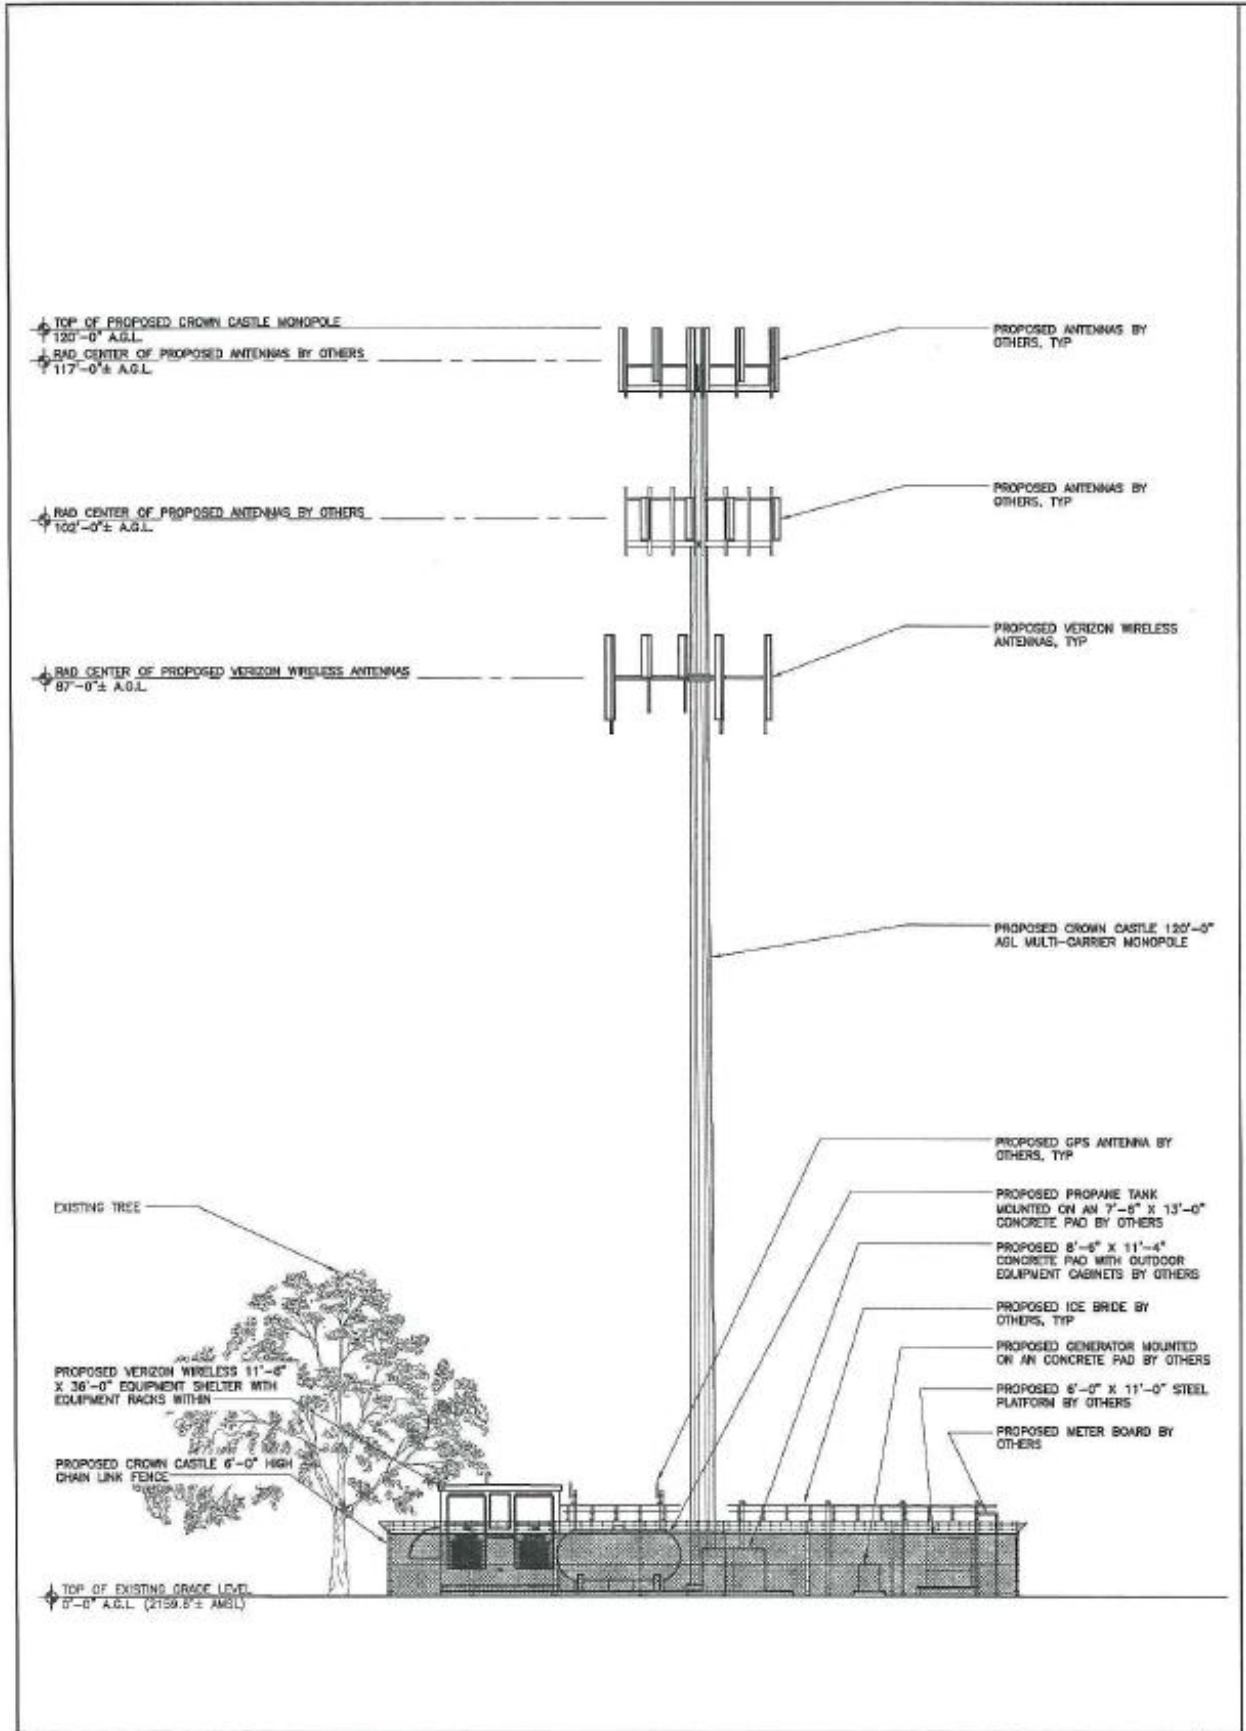 TOP OF PROPOSED CROWN CASTLE MONOPOLE
120'-0" A.G.L.
RAD CENTER OF PROPOSED ANTENNAS BY OTHERS
117'-0"± A.G.L.
PROPOSED ANTENNAS BY
OTHERS, TYP
RAD CENTER OF PROPOSED ANTENNAS BY OTHERS
102'-0"± A.G.L.
PROPOSED ANTENNAS BY
OTHERS, TYP
RAD CENTER OF PROPOSED VERIZON WIRELESS ANTENNAS
87'-0"± A.G.L.
PROPOSED VERIZON WIRELESS
ANTENNAS, TYP
PROPOSED CROWN CASTLE 120'-0"
AGL MULTI-CARRIER MONOPOLE
PROPOSED GPS ANTENNA BY
OTHERS, TYP
PROPOSED PROPANE TANK
MOUNTED ON AN 7'-6" X 13'-0"
CONCRETE PAD BY OTHERS
PROPOSED 8'-6" X 11'-4"
CONCRETE PAD WITH OUTDOOR
EQUIPMENT CABINETS BY OTHERS
PROPOSED ICE BRIDE BY
OTHERS, TYP
PROPOSED GENERATOR MOUNTED
ON AN CONCRETE PAD BY OTHERS
PROPOSED 6'-0" X 11'-0" STEEL
PLATFORM BY OTHERS
PROPOSED METER BOARD BY
OTHERS
EXISTING TREE
PROPOSED VERIZON WIRELESS 11'-6"
X 36'-0" EQUIPMENT SHELTER WITH
EQUIPMENT RACKS WITHIN
PROPOSED CROWN CASTLE 6'-0" HIGH
CHAIN LINK FENCE
TOP OF EXISTING GRADE LEVEL
0'-0" A.G.L. (2159.8'± AMSL)